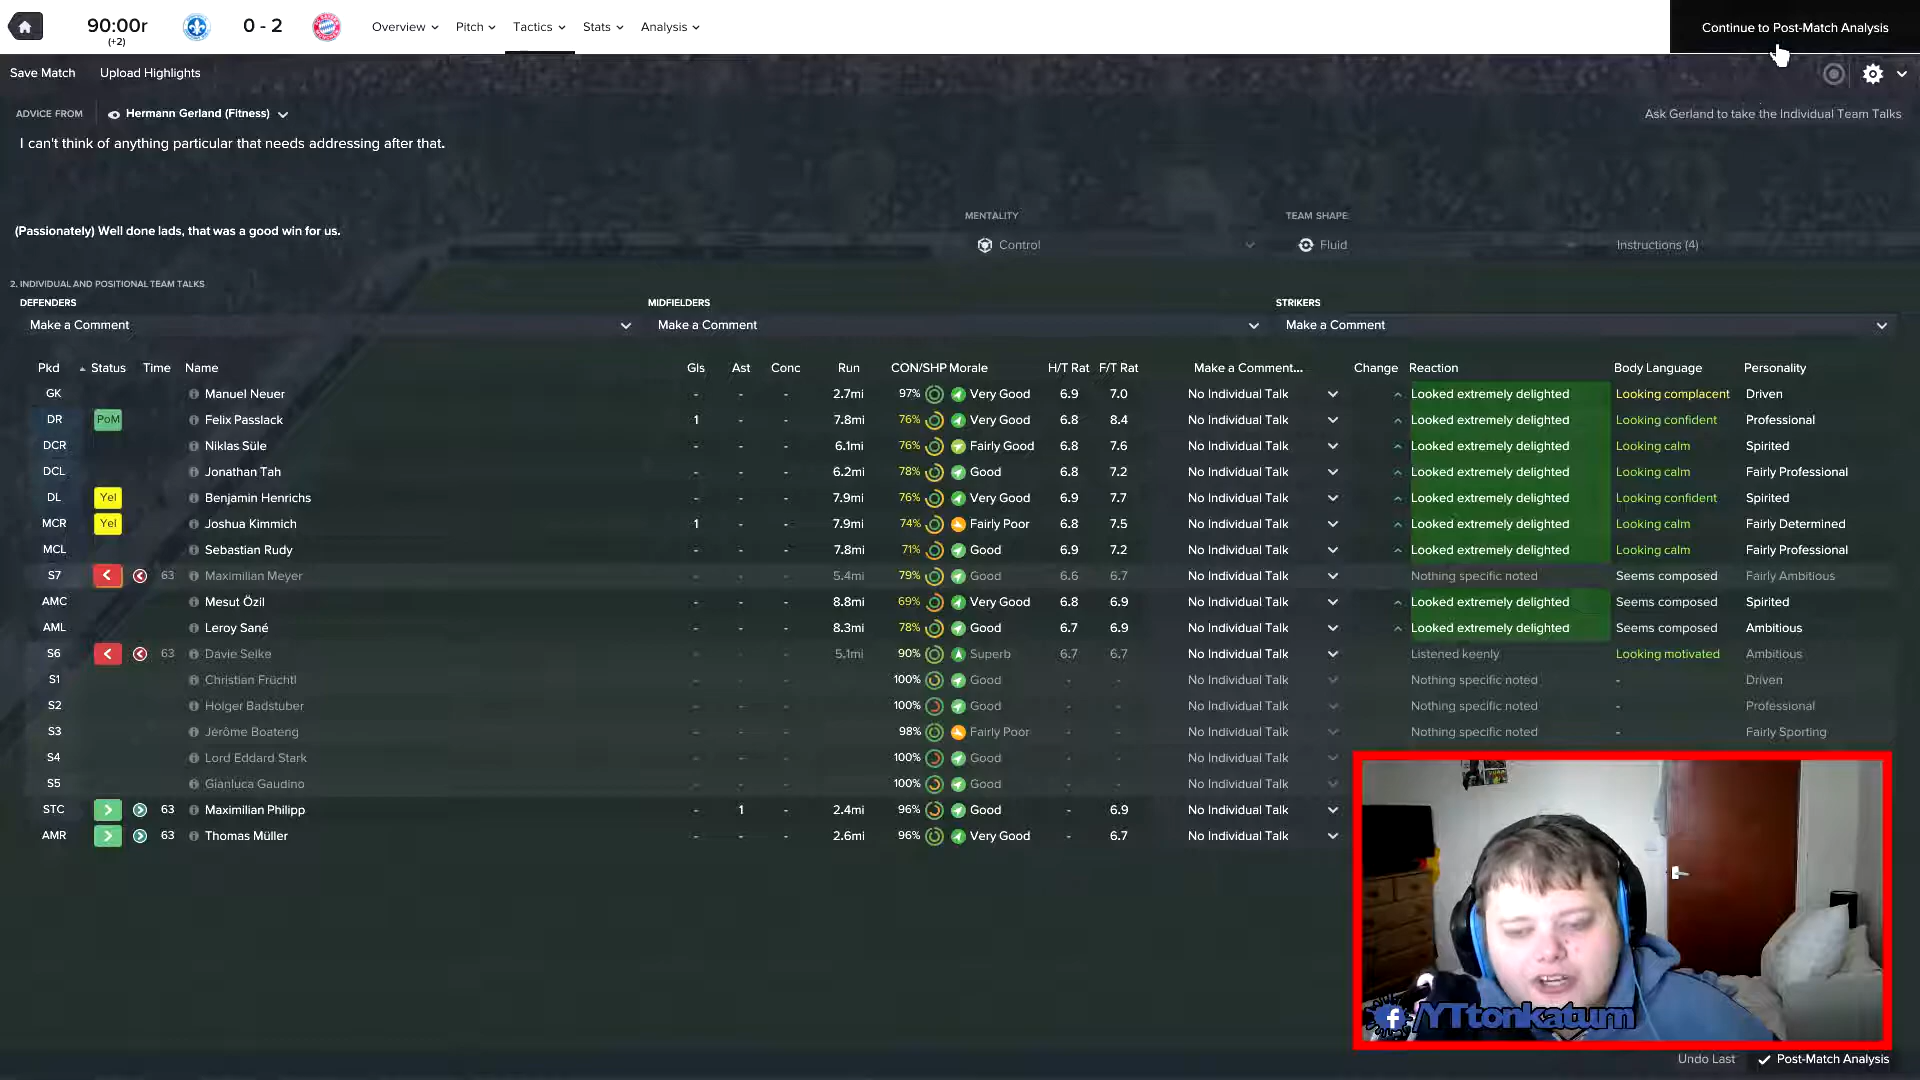 90:00r 0 - 2 Overview Pitch Tactics Stats Analysis Continue to Post-Match Analysis
(+2)
Save Match Upload Highlights
ADVICE FROM Hermann Gerland (Fitness) Ask Gerland to take the Individual Team Talks
I can't think of anything particular that needs addressing after that.
MENTALITY TEAM SHAPE
(Passionately) Well done lads, that was a good win for us.
Control Fluid Instructions (4)
2. INDIVIDUAL AND POSITIONAL TEAM TALKS
DEFENDERS MIDFIELDERS STRIKERS
Make a Comment Make a Comment Make a Comment
Pkd Status Time Name Gls Ast Conc Run CON/SHP Morale H/T Rat F/T Rat Make a Comment... Change Reaction Body Language Personality
GK Manuel Neuer - - - 2.7mi 97% Very Good 6.9 7.0 No Individual Talk Looked extremely delighted Looking complacent Driven
DR PoM Felix Passlack 1 - - 7.8mi 76% Very Good 6.8 8.4 No Individual Talk Looked extremely delighted Looking confident Professional
DCR Niklas Süle - - - 6.1mi 76% Fairly Good 6.8 7.6 No Individual Talk Looked extremely delighted Looking calm Spirited
DCL Jonathan Tah - - - 6.2mi 78% Good 6.8 7.2 No Individual Talk Looked extremely delighted Looking calm Fairly Professional
DL Yel Benjamin Henrichs - - - 7.9mi 76% Very Good 6.9 7.7 No Individual Talk Looked extremely delighted Looking confident Spirited
MCR Yel Joshua Kimmich 1 - - 7.9mi 74% Fairly Poor 6.8 7.5 No Individual Talk Looked extremely delighted Looking calm Fairly Determined
MCL Sebastian Rudy - - - 7.8mi 71% Good 6.9 7.2 No Individual Talk Looked extremely delighted Looking calm Fairly Professional
S7 63 Maximilian Meyer - - - 5.4mi 79% Good 6.6 6.7 No Individual Talk Nothing specific noted Seems composed Fairly Ambitious
AMC Mesut Özil - - - 8.8mi 69% Very Good 6.8 6.9 No Individual Talk Looked extremely delighted Seems composed Spirited
AML Leroy Sané - - - 8.3mi 78% Good 6.7 6.9 No Individual Talk Looked extremely delighted Seems composed Ambitious
S6 63 Davie Selke - - - 5.1mi 90% Superb 6.7 6.7 No Individual Talk Listened keenly Looking motivated Ambitious
S1 Christian Früchtl - - - 100% Good - - No Individual Talk Nothing specific noted - Driven
S2 Holger Badstuber - - - 100% Good - - No Individual Talk Nothing specific noted - Professional
S3 Jérôme Boateng - - - 98% Fairly Poor - - No Individual Talk Nothing specific noted - Fairly Sporting
S4 Lord Eddard Stark - - - 100% Good - - No Individual Talk
S5 Gianluca Gaudino - - - 100% Good - - No Individual Talk
STC 63 Maximilian Philipp - 1 - 2.4mi 96% Good - 6.9 No Individual Talk
AMR 63 Thomas Müller - - - 2.6mi 96% Very Good - 6.7 No Individual Talk
f/YTtonkaturn
Undo Last Post-Match Analysis